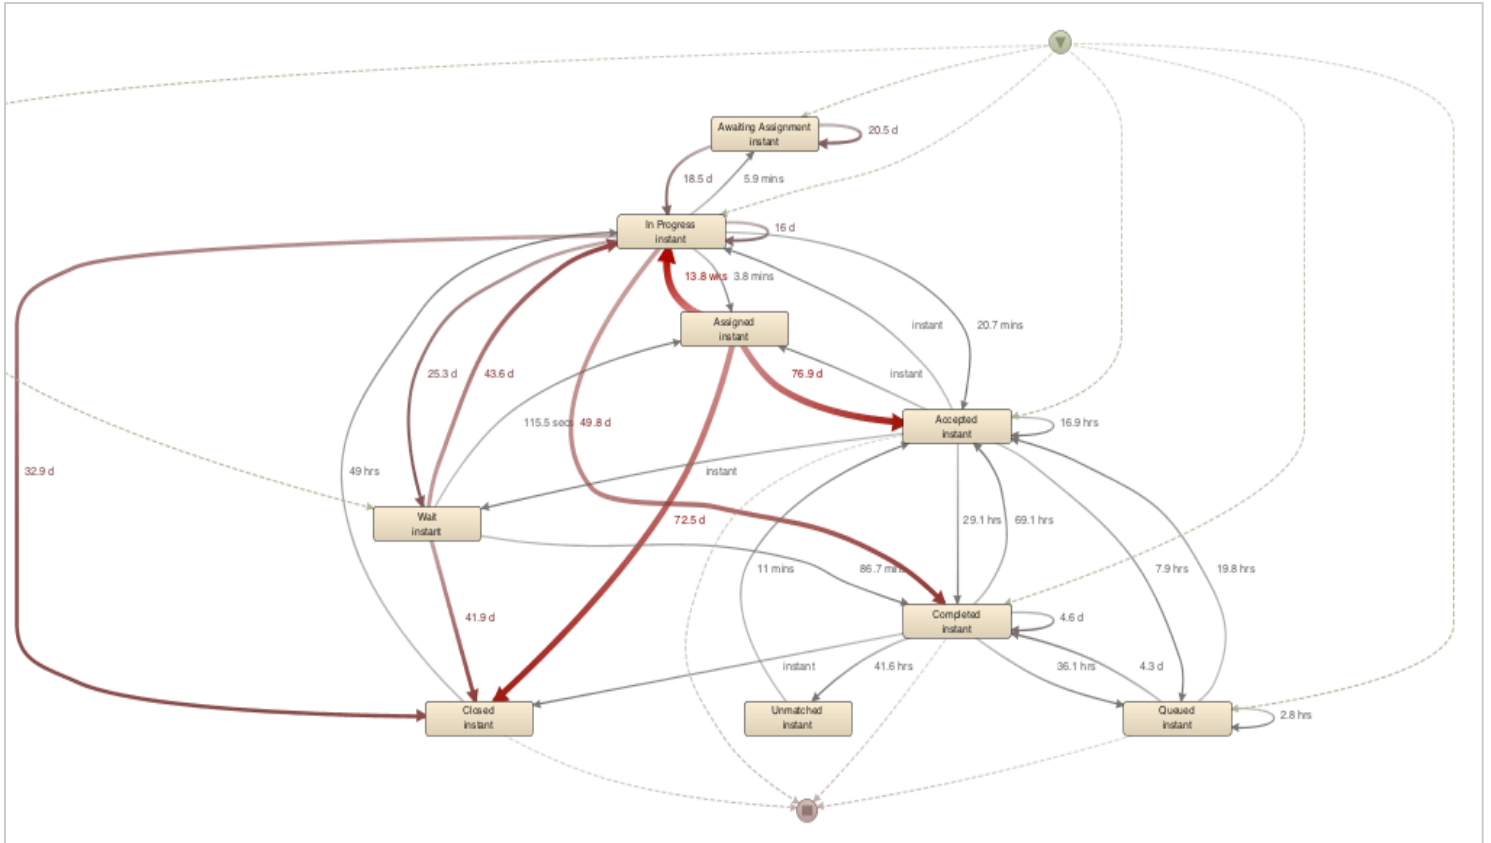 Awaiting Assignment
instant
20.5 d
18.5 d
5.9 mins
In Progress
instant
16 d
13.8 wks
3.8 mins
Assigned
instant
instant
20.7 mins
25.3 d
43.6 d
76.9 d
instant
115.5 secs
49.8 d
Accepted
instant
16.9 hrs
32.9 d
49 hrs
instant
Wait
instant
72.5 d
29.1 hrs
69.1 hrs
11 mins
86.7 mins
7.9 hrs
19.8 hrs
41.9 d
Completed
instant
4.6 d
instant
41.6 hrs
36.1 hrs
4.3 d
Closed
instant
Unmatched
instant
Queued
instant
2.8 hrs